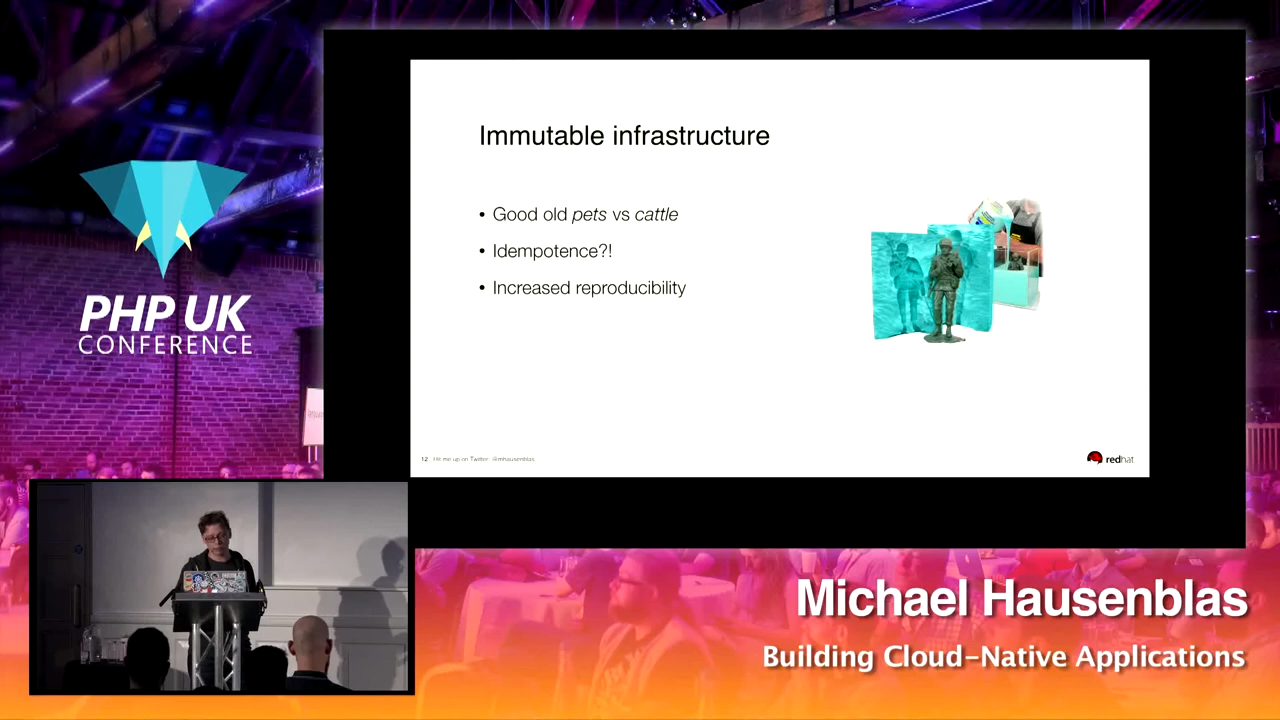 PHP UK
CONFERENCE
Immutable infrastructure
• Good old pets vs cattle
• Idempotence?!
• Increased reproducibility
12 Hit me up on Twitter: @mhausenblas
redhat
Michael Hausenblas
Building Cloud-Native Applications